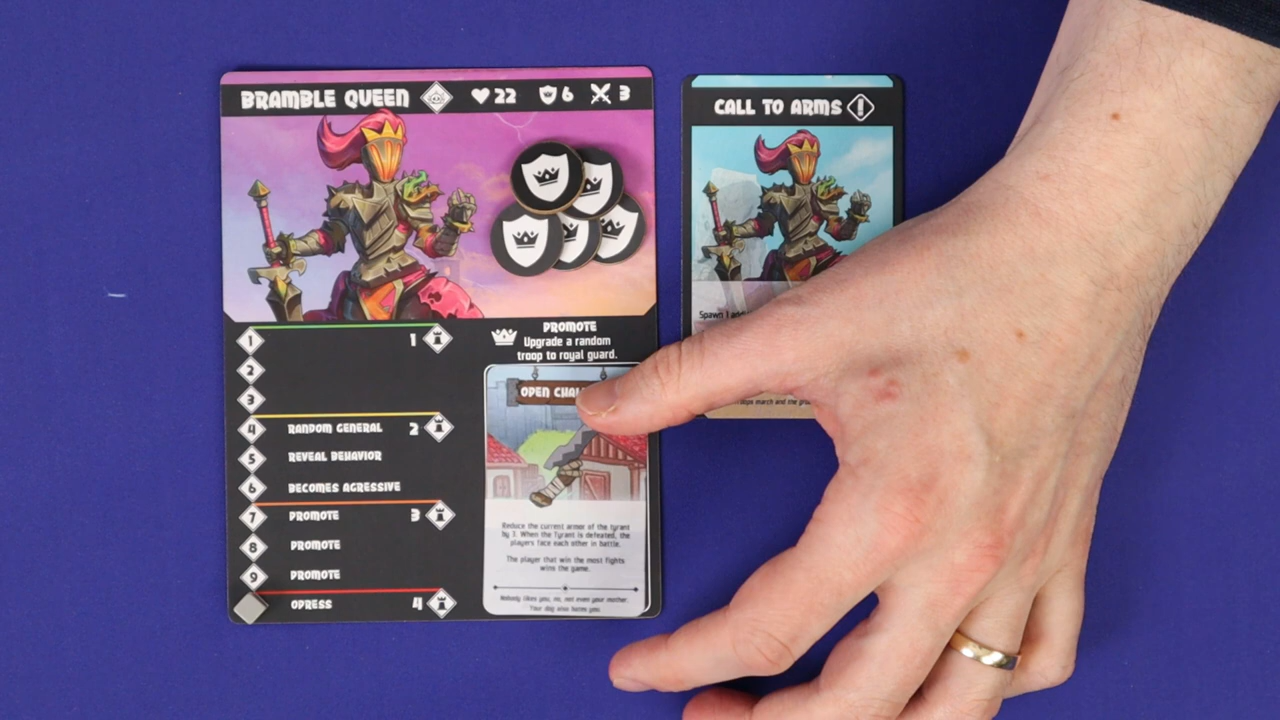 BRAMBLE QUEEN 22 6 3
1 1
2
3
4 RANDOM GENERAL 2
5 REVEAL BEHAVIOR
6 BECOMES AGRESSIVE
7 PROMOTE 3
8 PROMOTE
9 PROMOTE
OPRESS 4
PROMOTE
Upgrade a random
troop to royal guard.
OPEN
Reduce the current armor of the tyrant
by 3. When the Tyrant is defeated, the
players face each other in battle.
The player that win the most fights
wins the game.
Nobody likes you, no, not even your mother.
Your dog also hates you.
CALL TO ARMS
Spawn 1
march and the